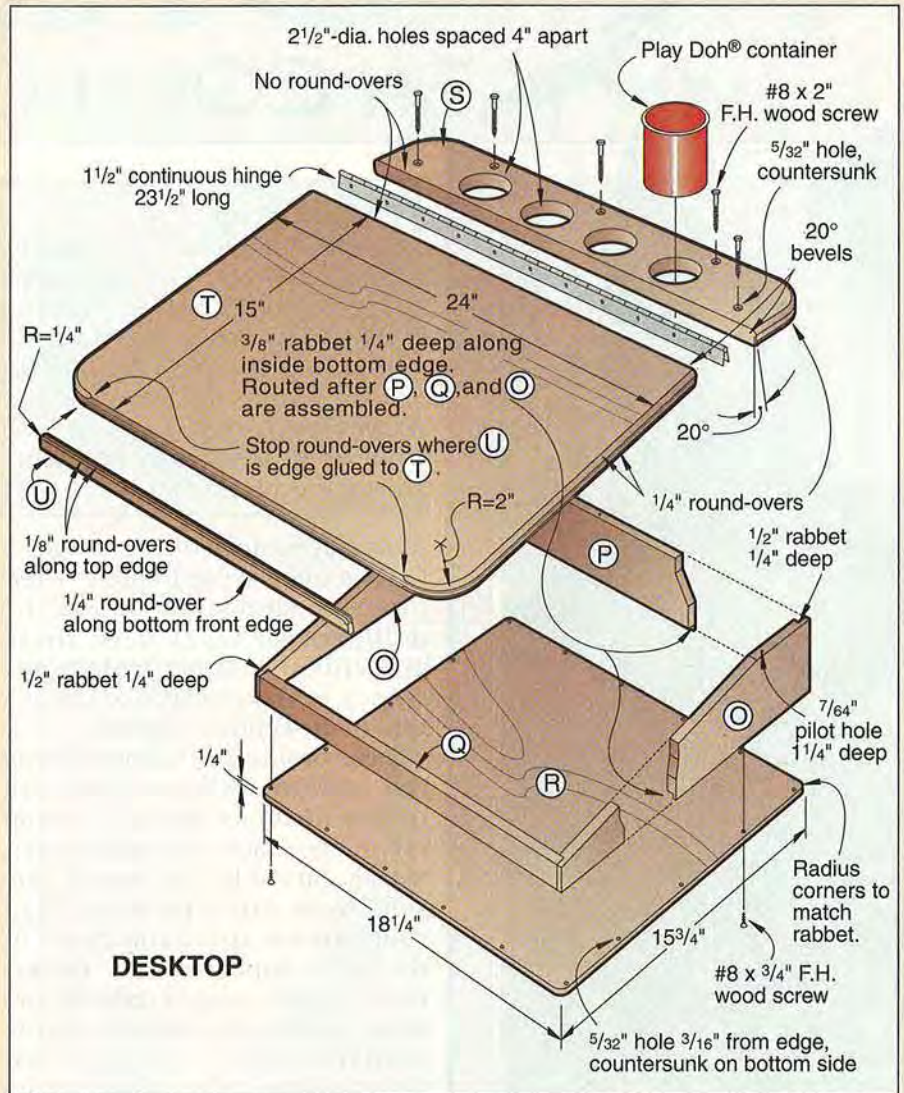 2 1/2"-dia. holes spaced 4" apart
No round-overs
S
Play Doh® container
#8 x 2"
F.H. wood screw
5/32" hole,
countersunk
20°
bevels
1 1/2" continuous hinge
23 1/2" long
T
15"
24"
R=1/4"
3/8" rabbet 1/4" deep along
inside bottom edge.
Routed after P, Q, and O
are assembled.
20°
Stop round-overs where U
is edge glued to T.
U
R=2"
1/4" round-overs
1/8" round-overs
along top edge
P
1/2" rabbet
1/4" deep
1/4" round-over
along bottom front edge
O
1/2" rabbet 1/4" deep
O
7/64"
pilot hole
1 1/4" deep
Q
1/4"
R
Radius
corners to
match
rabbet.
18 1/4"
15 3/4"
DESKTOP
#8 x 3/4" F.H.
wood screw
5/32" hole 3/16" from edge,
countersunk on bottom side